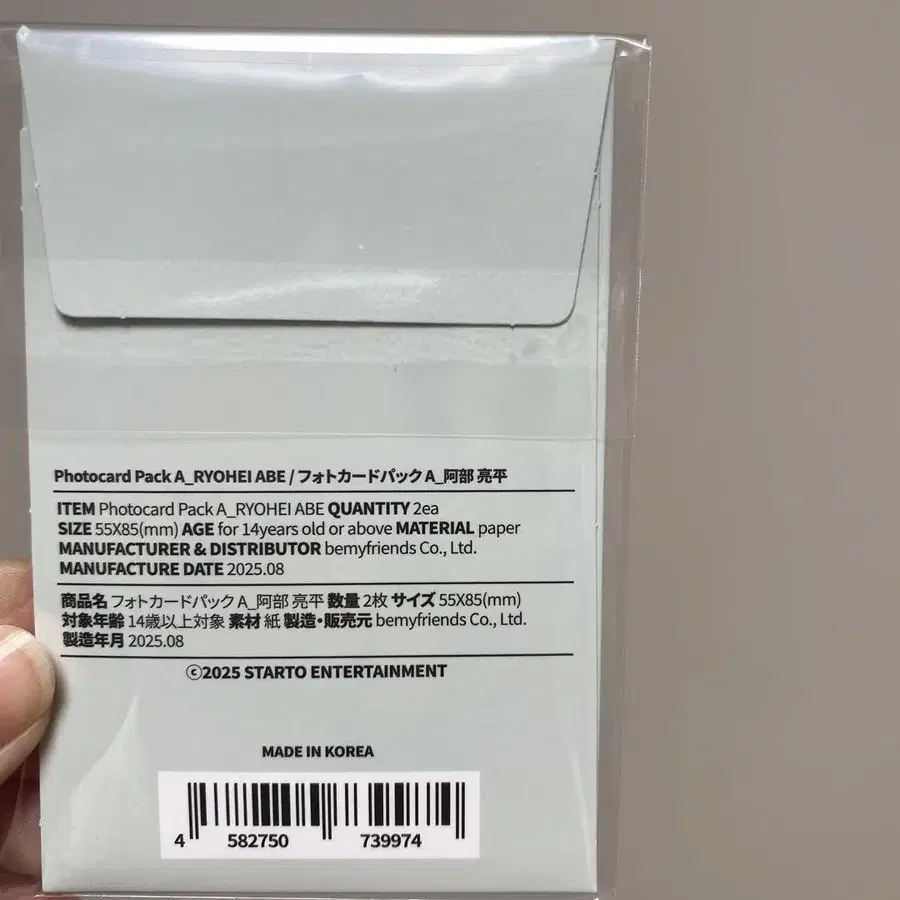 Photocard Pack A_RYOHEI ABE / フォトカードパック A_阿部 亮平
ITEM Photocard Pack A_RYOHEI ABE QUANTITY 2ea
SIZE 55X85(mm) AGE for 14years old or above MATERIAL paper
MANUFACTURER & DISTRIBUTOR bemyfriends Co., Ltd.
MANUFACTURE DATE 2025.08
商品名 フォトカードパック A_阿部 亮平 数量 2枚 サイズ 55X85(mm)
対象年齢 14歳以上対象 素材 紙 製造・販売元 bemyfriends Co., Ltd.
製造年月 2025.08
ⓒ2025 STARTO ENTERTAINMENT
MADE IN KOREA
4 582750 739974